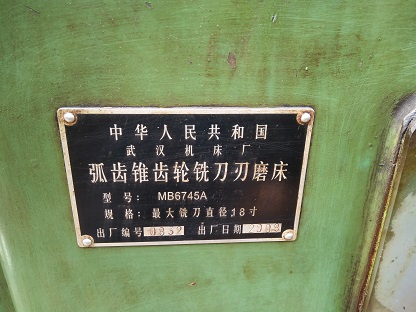 中华人民共和国
武汉机床厂
弧齿锥齿轮铣刀刃磨床
型号： MB6745A
规格： 最大铣刀直径18寸
出厂编号 出厂日期